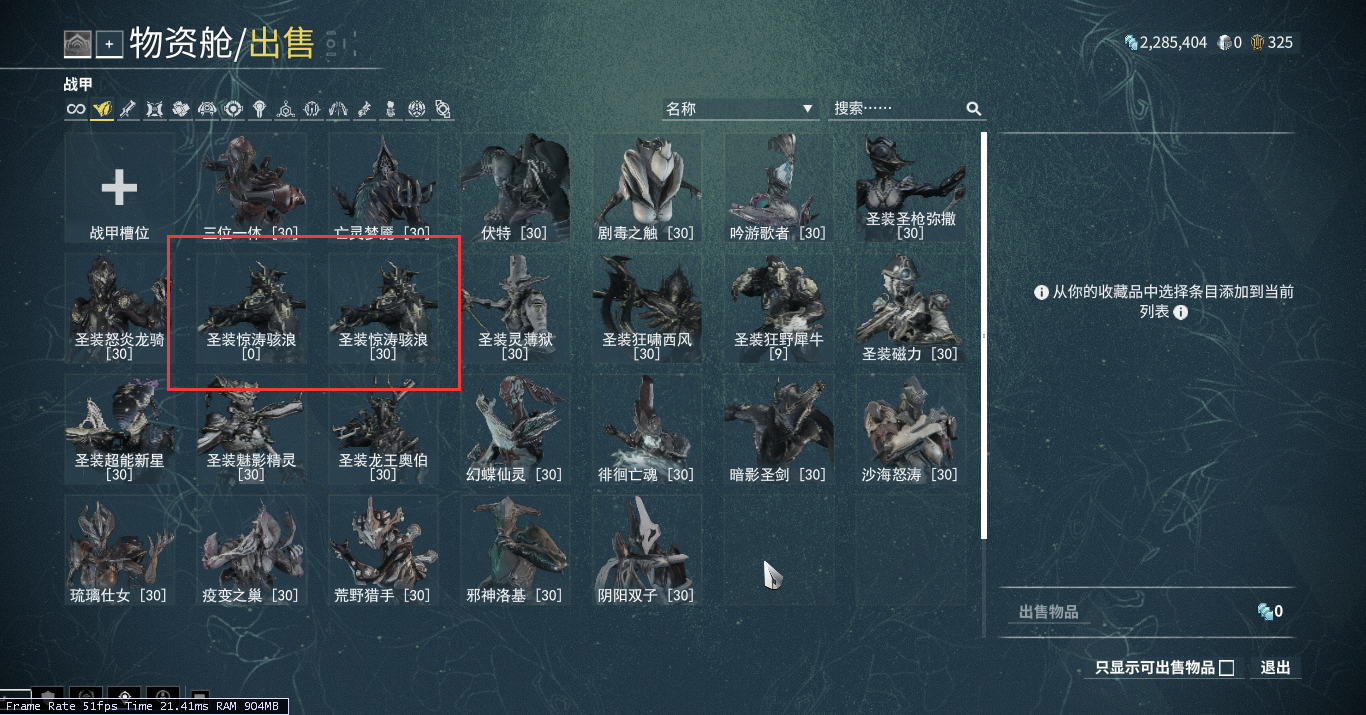 物资舱/出售
2,285,404 0 325
战甲
名称
搜索……
战甲槽位
三位一体 [30]
亡灵梦魇 [30]
伏特 [30]
剧毒之触 [30]
吟游歌者 [30]
圣装圣枪弥撒
[30]
圣装怒炎龙骑
[30]
圣装惊涛骇浪
[0]
圣装惊涛骇浪
[30]
圣装灵薄狱
[30]
圣装狂啸西风
[30]
圣装狂野犀牛
[9]
圣装磁力 [30]
圣装超能新星
[30]
圣装魅影精灵
[30]
圣装龙王奥伯
[30]
幻蝶仙灵 [30]
徘徊亡魂 [30]
暗影圣剑 [30]
沙海怒涛 [30]
琉璃仕女 [30]
疫变之巢 [30]
荒野猎手 [30]
邪神洛基 [30]
阴阳双子 [30]
从你的收藏品中选择条目添加到当前
列表
出售物品
0
只显示可出售物品
退出
Frame Rate 51fps Time 21.41ms RAM 904MB